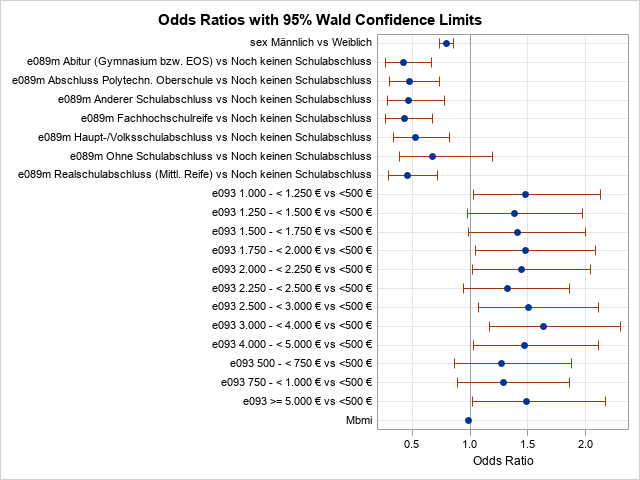 Odds Ratios with 95% Wald Confidence Limits
sex Männlich vs Weiblich
e089m Abitur (Gymnasium bzw. EOS) vs Noch keinen Schulabschluss
e089m Abschluss Polytechn. Oberschule vs Noch keinen Schulabschluss
e089m Anderer Schulabschluss vs Noch keinen Schulabschluss
e089m Fachhochschulreife vs Noch keinen Schulabschluss
e089m Haupt-/Volksschulabschluss vs Noch keinen Schulabschluss
e089m Ohne Schulabschluss vs Noch keinen Schulabschluss
e089m Realschulabschluss (Mittl. Reife) vs Noch keinen Schulabschluss
e093 1.000 - < 1.250 € vs <500 €
e093 1.250 - < 1.500 € vs <500 €
e093 1.500 - < 1.750 € vs <500 €
e093 1.750 - < 2.000 € vs <500 €
e093 2.000 - < 2.250 € vs <500 €
e093 2.250 - < 2.500 € vs <500 €
e093 2.500 - < 3.000 € vs <500 €
e093 3.000 - < 4.000 € vs <500 €
e093 4.000 - < 5.000 € vs <500 €
e093 500 - < 750 € vs <500 €
e093 750 - < 1.000 € vs <500 €
e093 >= 5.000 € vs <500 €
Mbmi
0.5 1.0 1.5 2.0
Odds Ratio